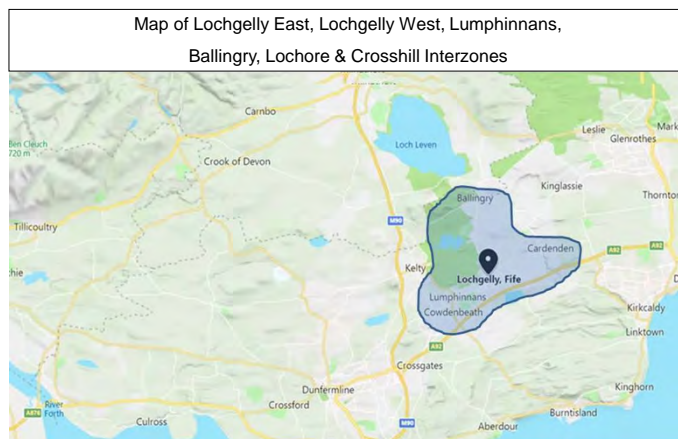 Map of Lochgelly East, Lochgelly West, Lumphinnans,
Ballingry, Lochore & Crosshill Interzones
Carnbo
Ben Cleuch
720 m
Loch Leven
Leslie
Glenrothes
Mark
Crook of Devon
Kinglassie
Thornton
Ballingry
Tillicoultry
M90
Cardenden
A92
A92
Kelty
Lochgelly, Fife
Lumphinnans
Cowdenbeath
Kirkcaldy
Linktown
A92
Crossgates
Dunfermline
Kinghorn
River
Forth
Crossford
A876
Culross
M90
Aberdour
Burntisland